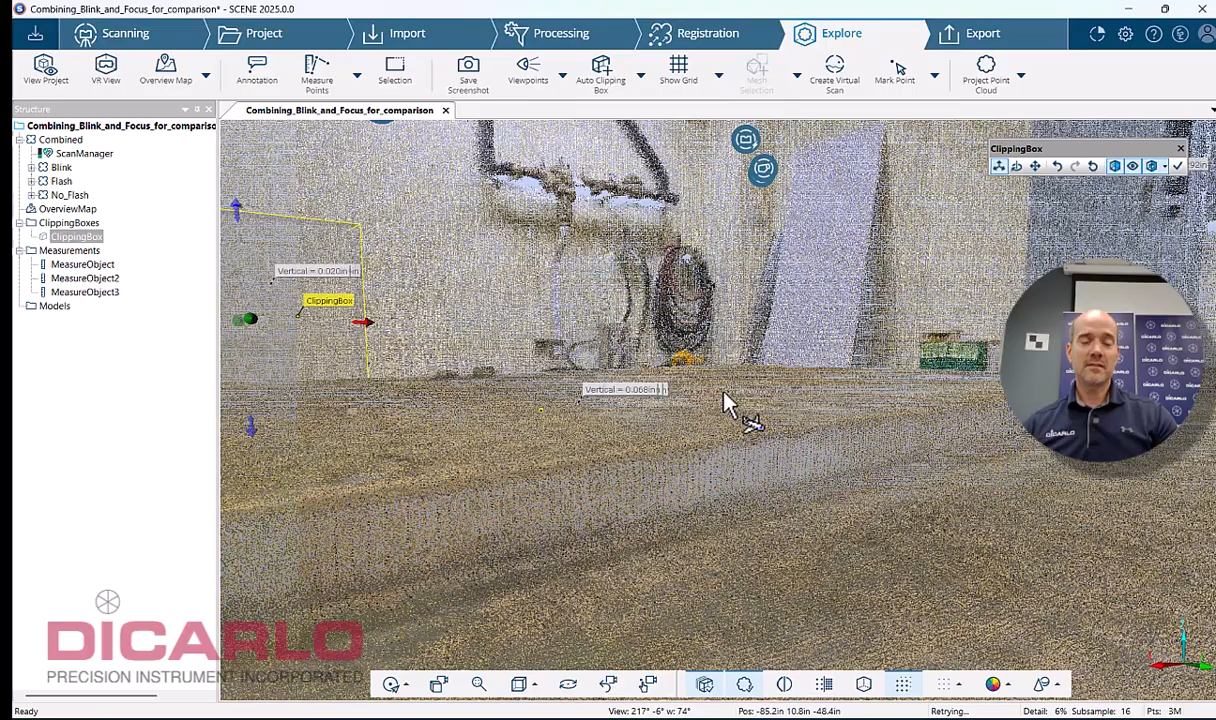 Combining_Blink_and_Focus_for_comparison* - SCENE 2025.0.0
Scanning
Project
Import
Processing
Registration
Explore
Export
View Project
VR View
Overview Map
Annotation
Measure Points
Selection
Save Screenshot
Viewpoints
Auto Clipping Box
Show Grid
Mesh Selection
Create Virtual Scan
Mark Point
Project Point Cloud
Structure
Combining_Blink_and_Focus_for_comparison
Combining_Blink_and_Focus_for_compariso
Combined
ScanManager
Blink
Flash
No_Flash
OverviewMap
ClippingBoxes
ClippingBox
Measurements
MeasureObject
MeasureObject2
MeasureObject3
Models
ClippingBox
Vertical = 0.020in
ClippingBox
Vertical = 0.068in
DICARLO
DICARLO
PRECISION INSTRUMENT INCORPORATED
Ready
View: 217° -6° w: 74°
Pos: -85.2in 10.8in -48.4in
Retrying...
Detail: 6%
Subsample: 16
Pts: 3M